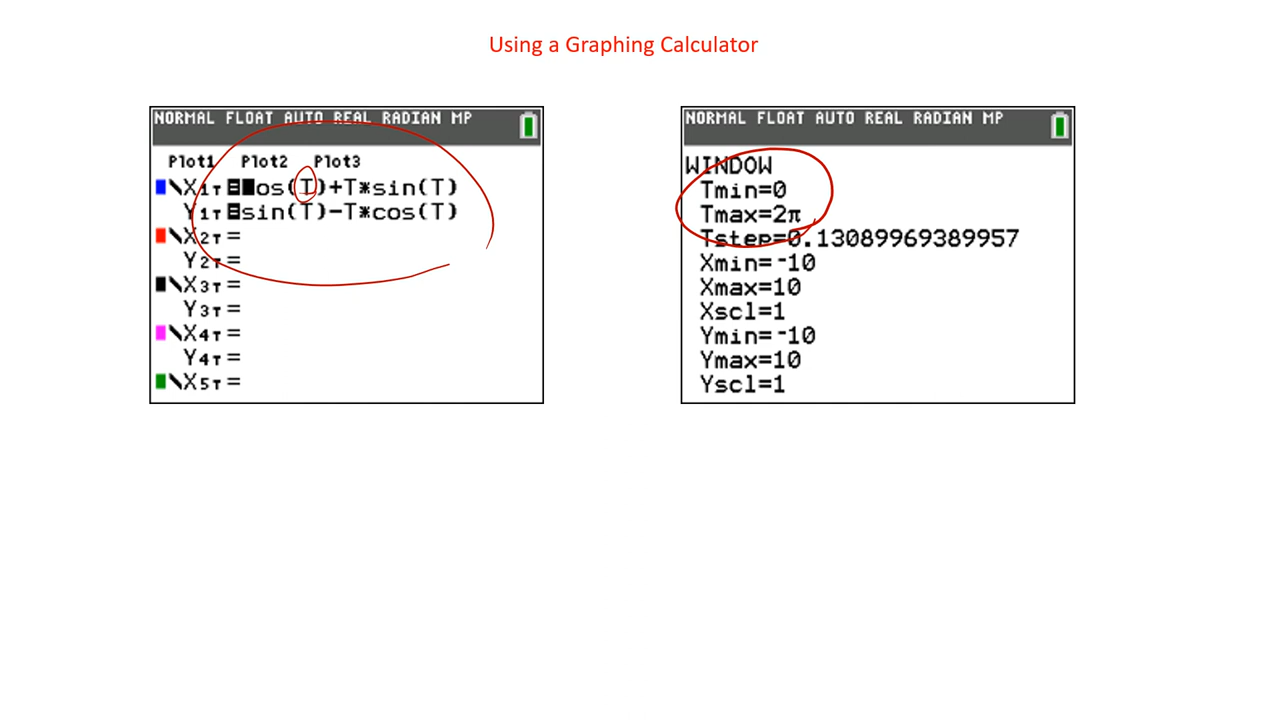 Using a Graphing Calculator
NORMAL FLOAT AUTO REAL RADIAN MP
Plot1 Plot2 Plot3
\X1T=█os(T)+T*sin(T)
Y1T=sin(T)-T*cos(T)
\X2T=
Y2T=
\X3T=
Y3T=
\X4T=
Y4T=
\X5T=
NORMAL FLOAT AUTO REAL RADIAN MP
WINDOW
Tmin=0
Tmax=2π
Tstep=0.13089969389957
Xmin=-10
Xmax=10
Xscl=1
Ymin=-10
Ymax=10
Yscl=1